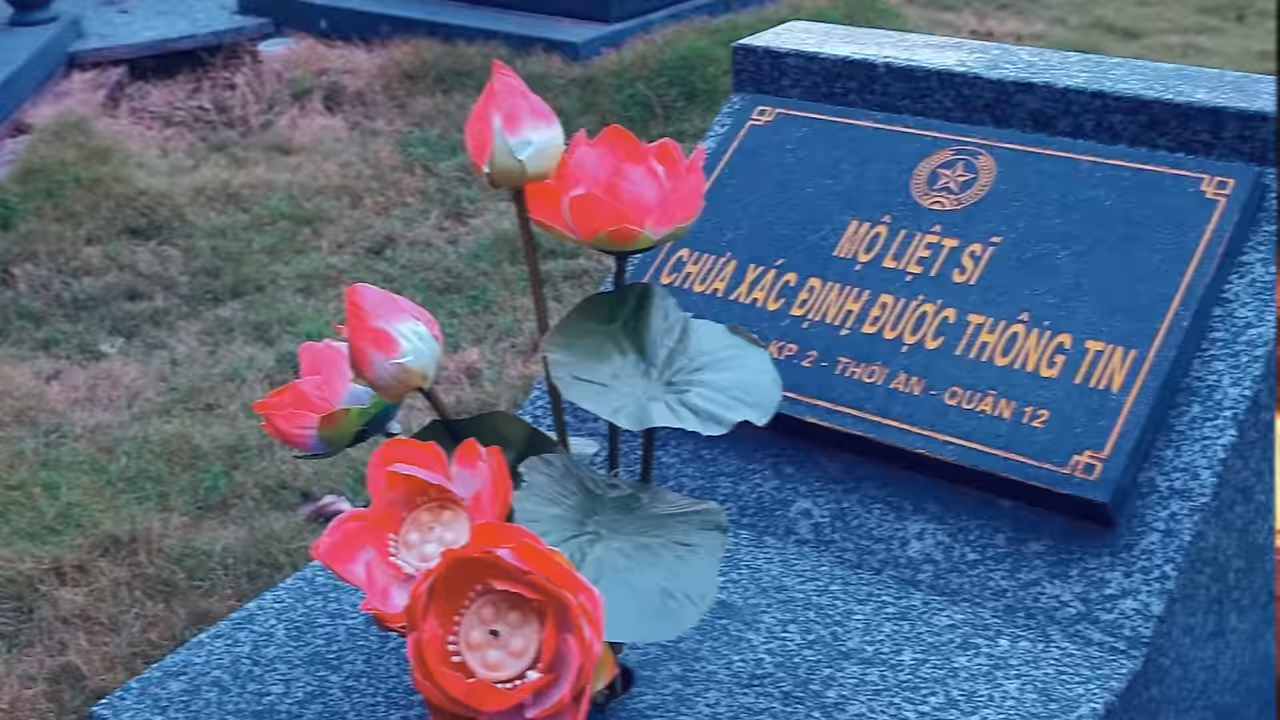 MỘ LIỆT SĨ
CHƯA XÁC ĐỊNH ĐƯỢC THÔNG TIN
KP. 2 - THỚI AN - QUẬN 12